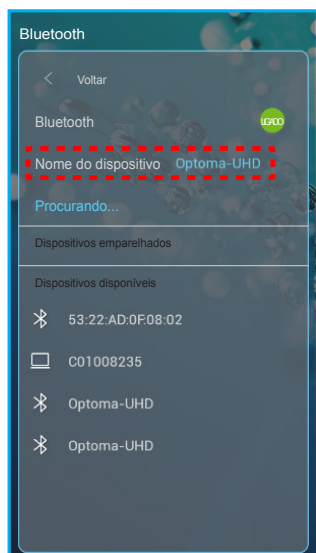 Bluetooth
Voltar
Bluetooth LIGADO
Nome do dispositivo Optoma-UHD
Procurando...
Dispositivos emparelhados
Dispositivos disponíveis
53:22:AD:0F:08:02
C01008235
Optoma-UHD
Optoma-UHD